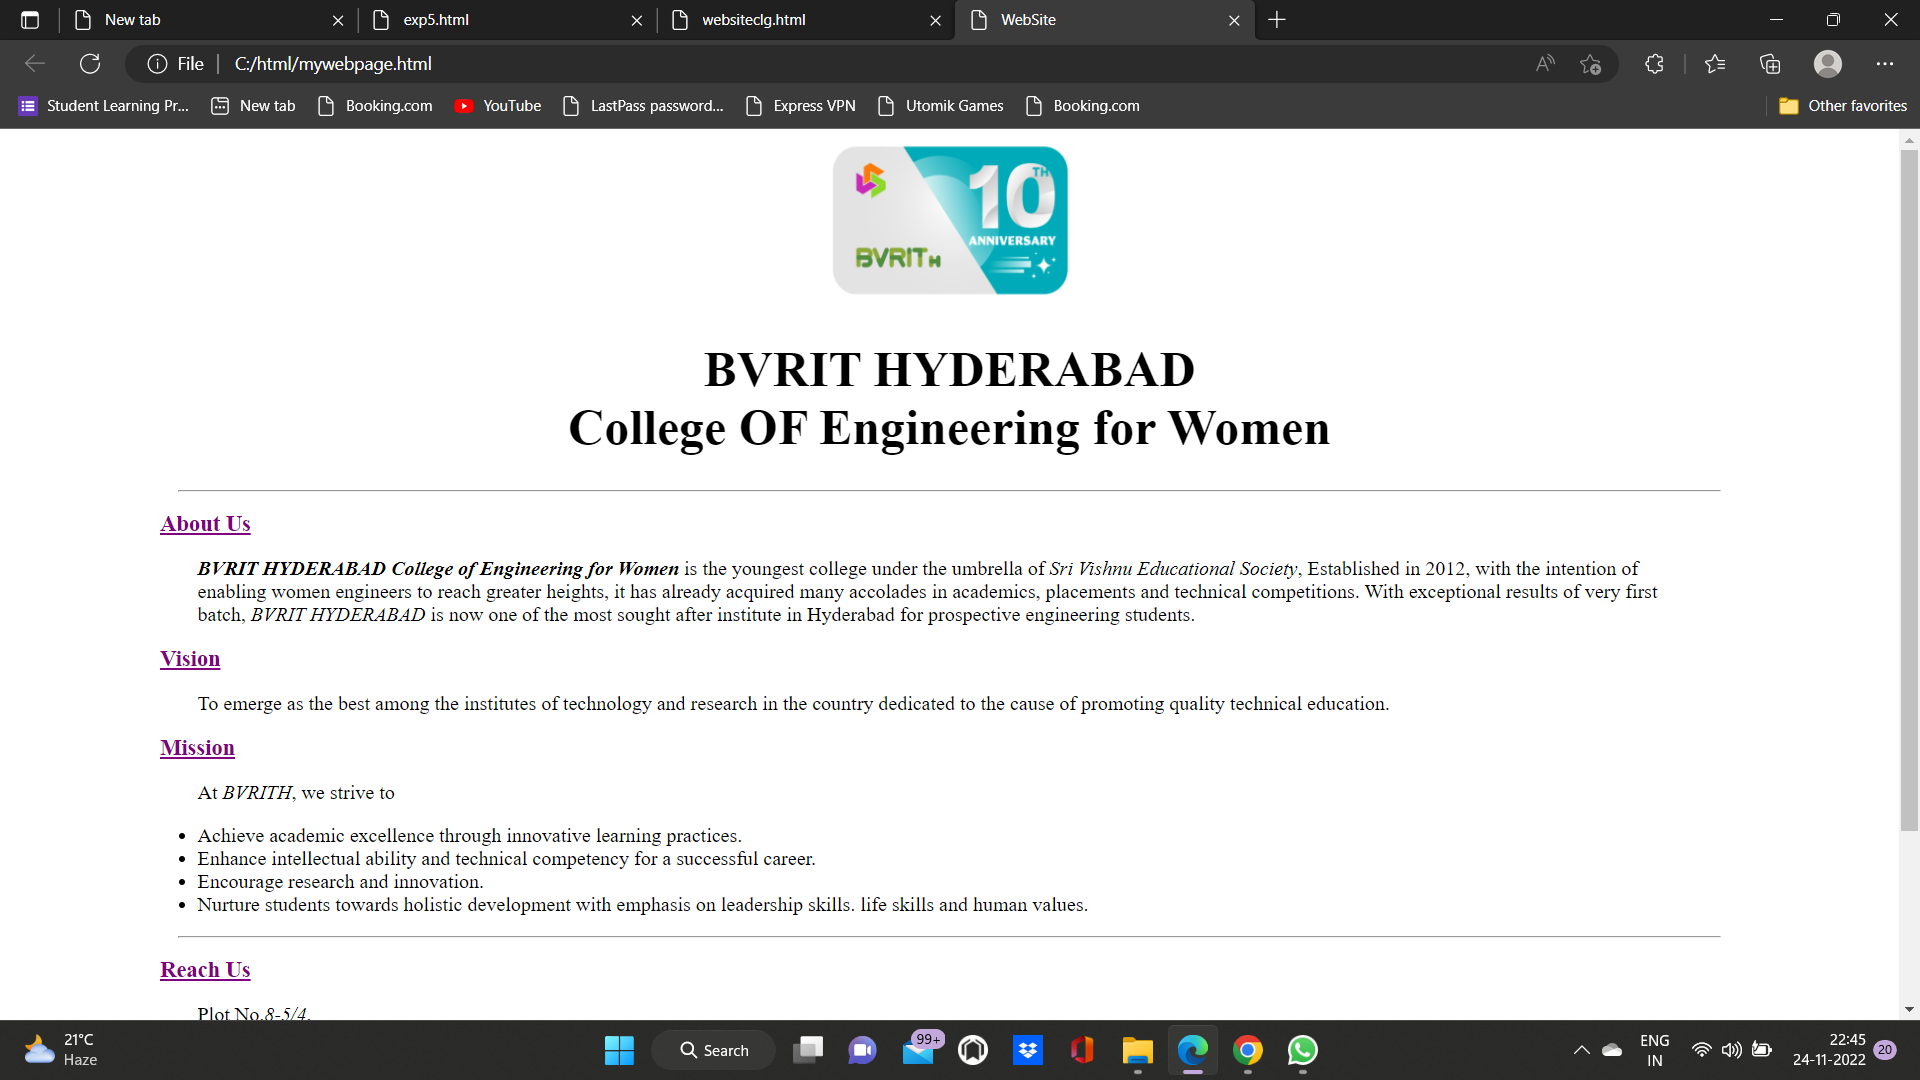 New tab
exp5.html
websiteclg.html
WebSite
File
C:/html/mywebpage.html
Student Learning Pr...
New tab
Booking.com
YouTube
LastPass password...
Express VPN
Utomik Games
Booking.com
Other favorites
10TH
ANNIVERSARY
BVRITH
BVRIT HYDERABAD
College OF Engineering for Women
About Us
BVRIT HYDERABAD College of Engineering for Women is the youngest college under the umbrella of Sri Vishnu Educational Society, Established in 2012, with the intention of
enabling women engineers to reach greater heights, it has already acquired many accolades in academics, placements and technical competitions. With exceptional results of very first
batch, BVRIT HYDERABAD is now one of the most sought after institute in Hyderabad for prospective engineering students.
Vision
To emerge as the best among the institutes of technology and research in the country dedicated to the cause of promoting quality technical education.
Mission
At BVRITH, we strive to
• Achieve academic excellence through innovative learning practices.
• Enhance intellectual ability and technical competency for a successful career.
• Encourage research and innovation.
• Nurture students towards holistic development with emphasis on leadership skills. life skills and human values.
Reach Us
Plot No.8-5/4.
21°C
Haze
Search
99+
ENG
IN
22:45
24-11-2022
20